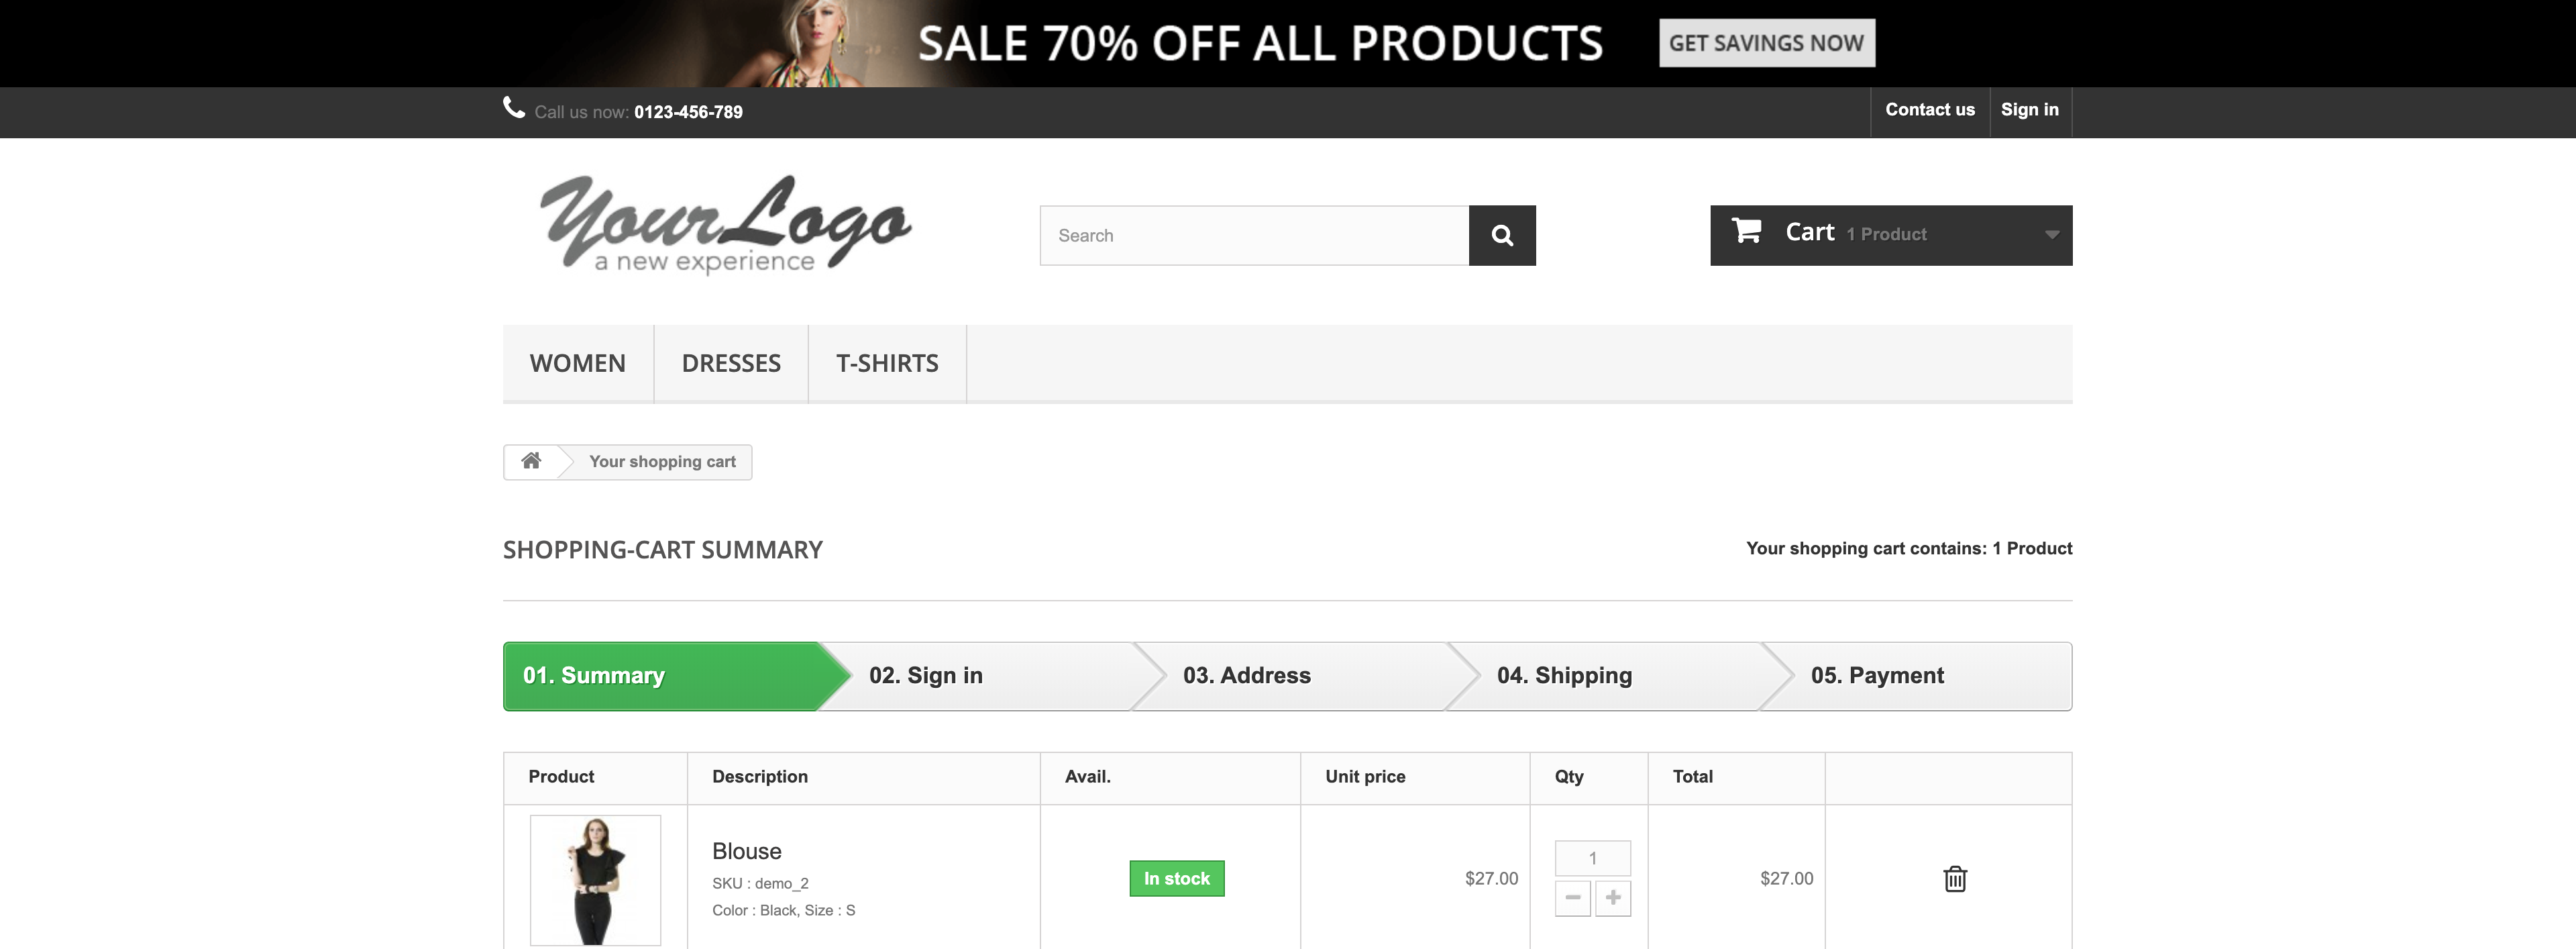 SALE 70% OFF ALL PRODUCTS GET SAVINGS NOW
Call us now: 0123-456-789 Contact us Sign in
Your Logo
a new experience
Search
Cart 1 Product
WOMEN DRESSES T-SHIRTS
Your shopping cart
SHOPPING-CART SUMMARY Your shopping cart contains: 1 Product
01. Summary 02. Sign in 03. Address 04. Shipping 05. Payment
Product Description Avail. Unit price Qty Total
Blouse
SKU : demo_2
Color : Black, Size : S
In stock
$27.00
1
$27.00